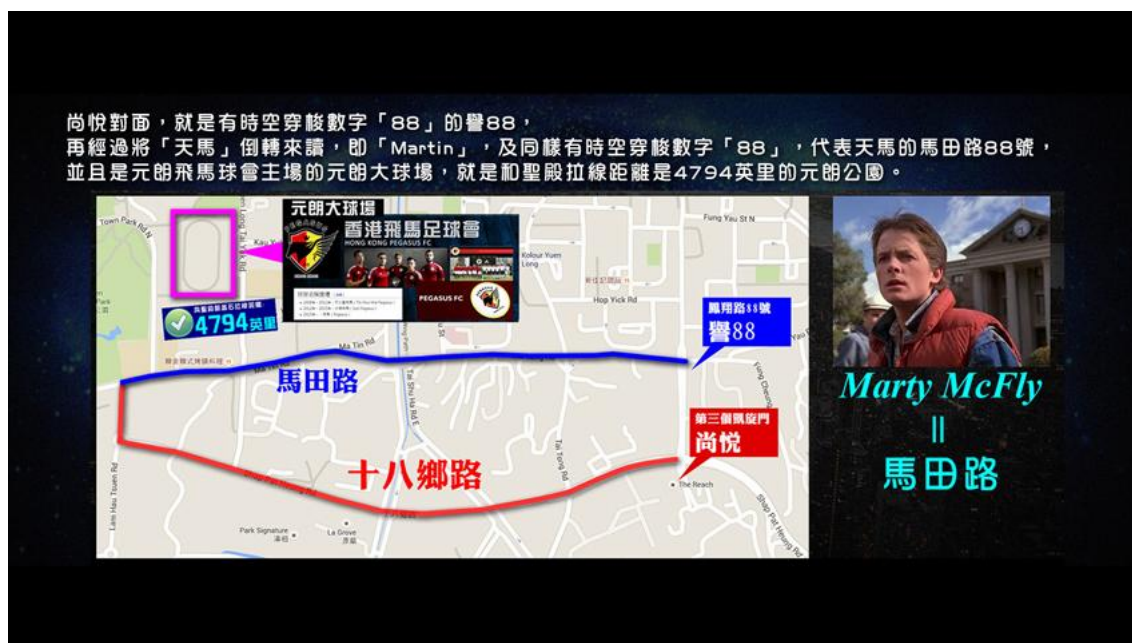 尚悅對面，就是有時空穿梭數字「88」的譽88，
再經過將「天馬」倒轉來讀，即「Martin」，及同樣有時空穿梭數字「88」，代表天馬的馬田路88號，
並且是元朗飛馬球會主場的元朗大球場，就是和聖殿拉線距離是4794英里的元朗公園。
元朗大球場
香港飛馬足球會
HONG KONG PEGASUS FC
PEGASUS FC
Town Park Rd N
Fung Yau St N
Kolour Yuen
Long
Hop Yick Rd
4794英里
鳳翔路88號
譽88
Ma Tin Rd
馬田路
Tai Shu Ha Rd E
Fung Cheung
第三個凱旋門
尚悅
十八鄉路
Tai Tong Rd
The Reach
Lam Hau Tsuen Rd
Shap Pat Heung Rd
Park Signature
溱柏
La Grove
Marty McFly
=
馬田路